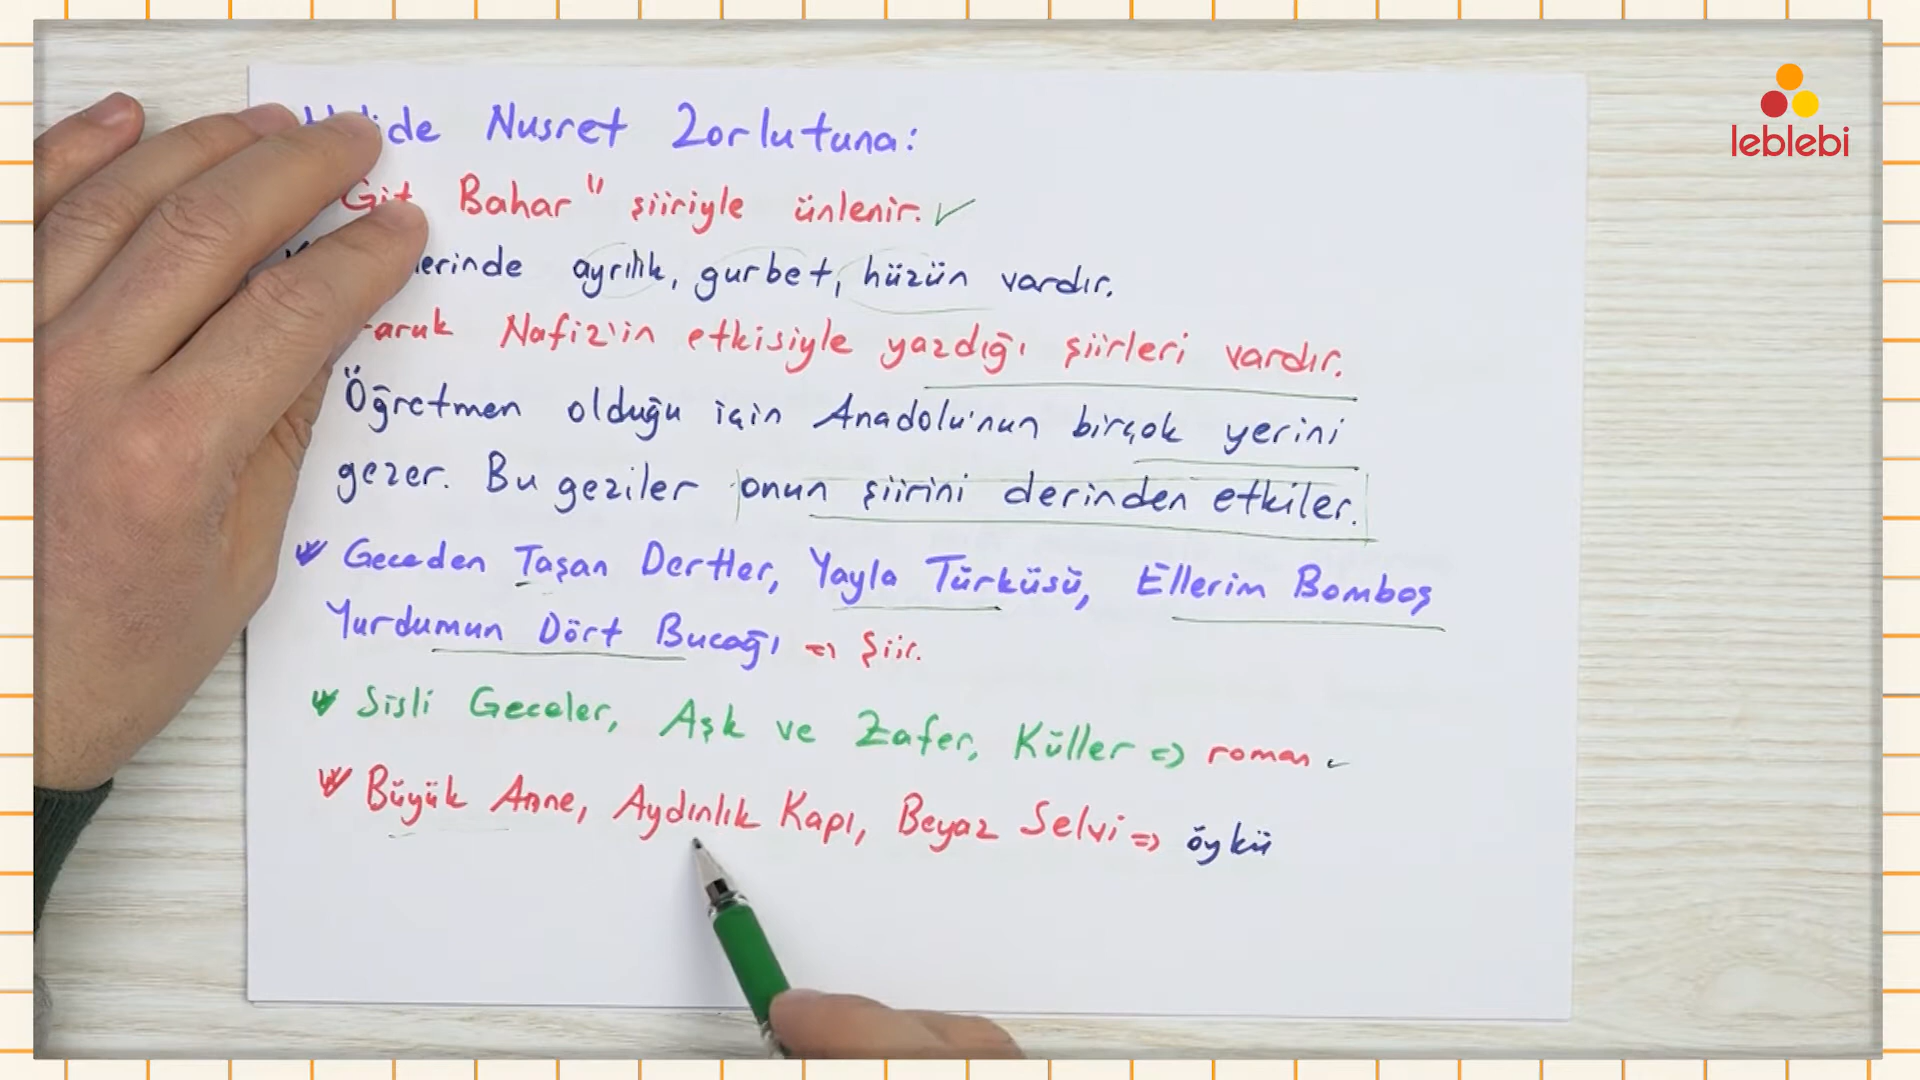 leblebi
Nusret Zorlutuna:
Git Bahar" şiiriyle ünlenir.
ayrılık, gurbet, hüzün vardır.
Nafiz'in etkisiyle yazdığı şiirleri vardır.
Öğretmen olduğu için Anadolu'nun birçok yerini
gezer. Bu geziler onun şiirini derinden etkiler.
Geceden Taşan Dertler, Yayla Türküsü, Ellerim Bomboş
Yurdumun Dört Bucağı => Şiir.
Sisli Geceler, Aşk ve Zafer, Küller => roman
Büyük Anne, Aydınlık Kapı, Beyaz Selvi => öykü